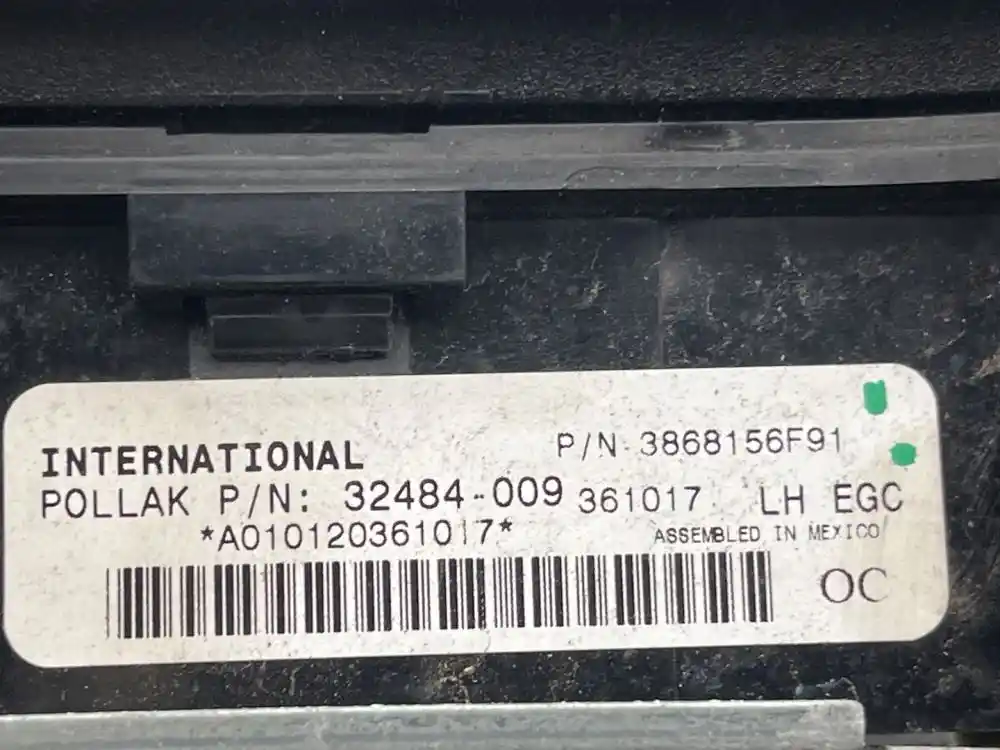 INTERNATIONAL P/N 3868156F91
POLLAK P/N: 32484-009 361017 LH EGC
*A010120361017* ASSEMBLED IN MEXICO
OC